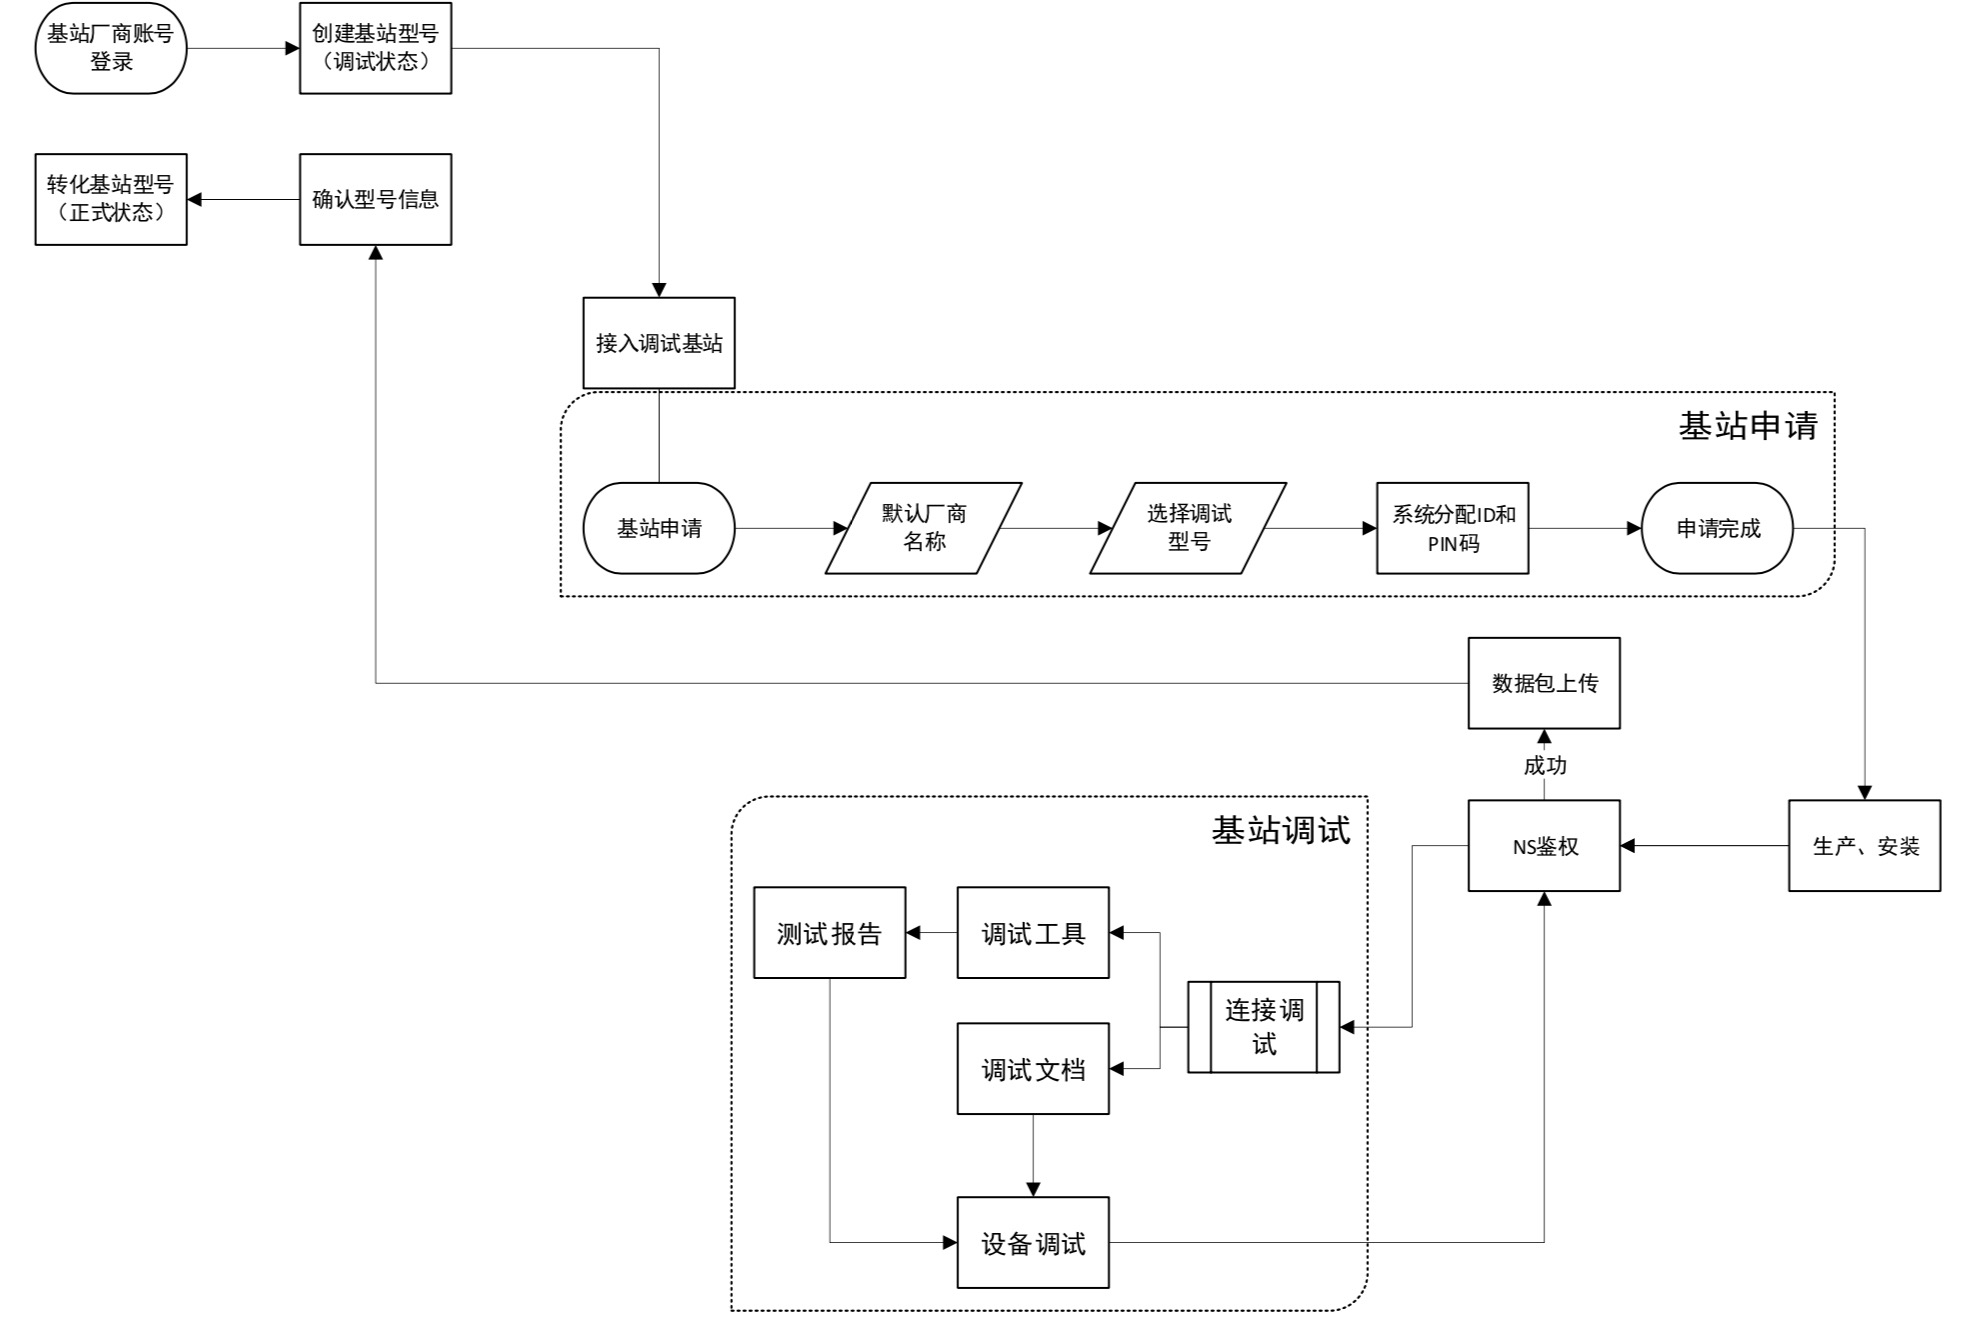 基站厂商账号
登录
创建基站型号
（调试状态）
转化基站型号
（正式状态）
确认型号信息
接入调试基站
基站申请
基站申请
默认厂商
名称
选择调试
型号
系统分配ID和
PIN码
申请完成
数据包上传
成功
基站调试
NS鉴权
生产、安装
测试报告
调试工具
连接调
试
调试文档
设备调试